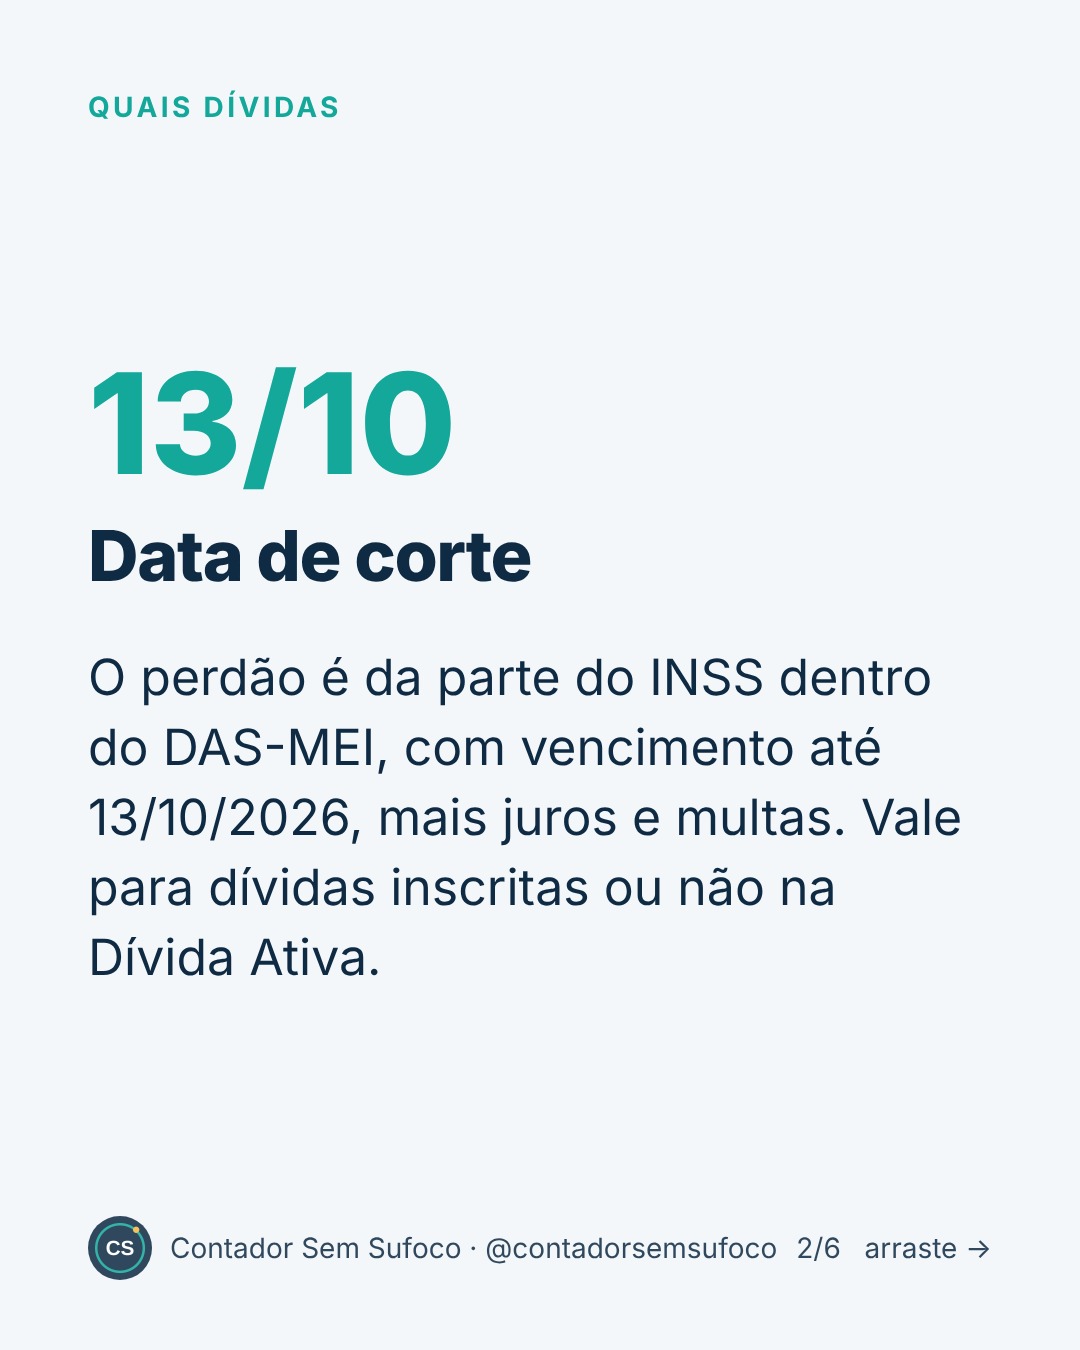 QUAIS DÍVIDAS
13/10
Data de corte
O perdão é da parte do INSS dentro
do DAS-MEI, com vencimento até
13/10/2026, mais juros e multas. Vale
para dívidas inscritas ou não na
Dívida Ativa.
CS Contador Sem Sufoco · @contadorsemsufoco 2/6 arraste →